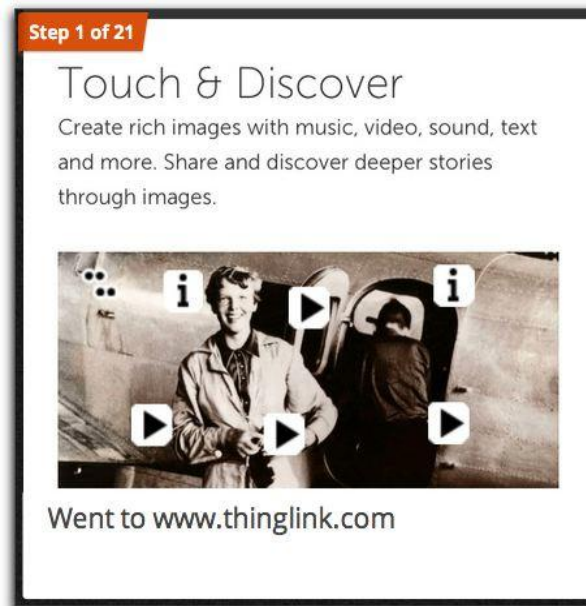 Step 1 of 21
Touch & Discover
Create rich images with music, video, sound, text
and more. Share and discover deeper stories
through images.
i
i
Went to www.thinglink.com